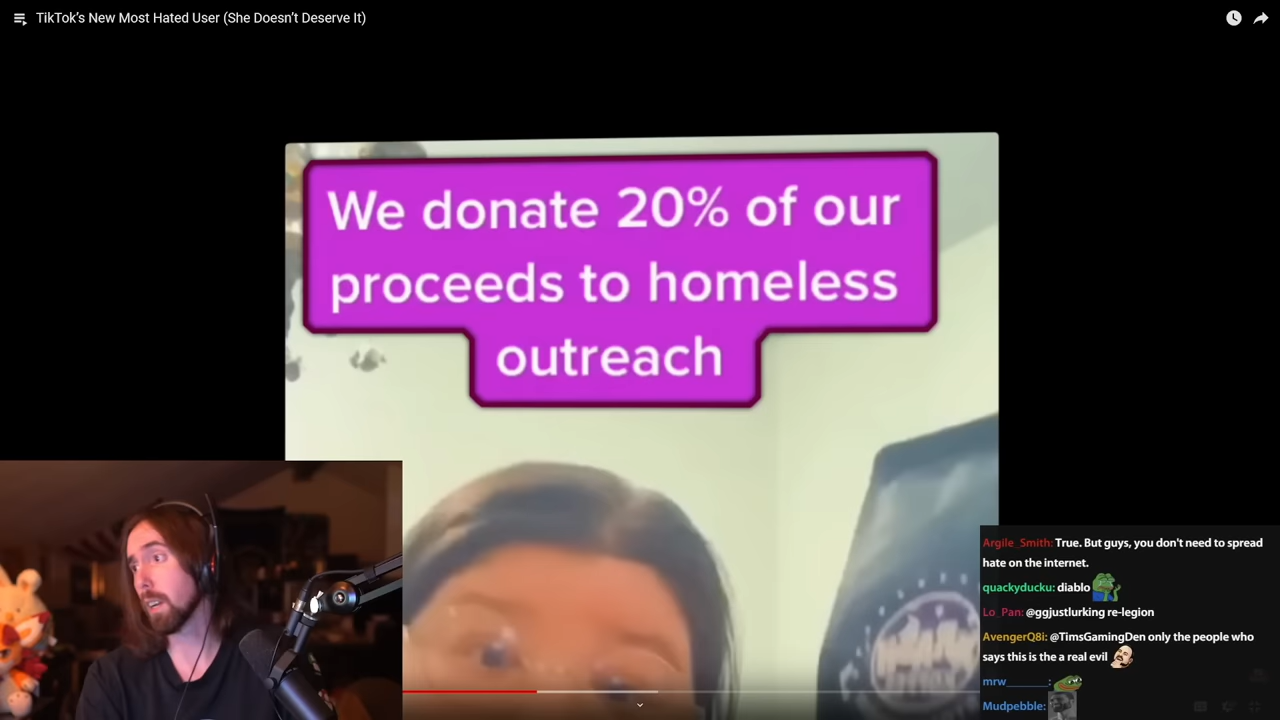 TikTok's New Most Hated User (She Doesn't Deserve It)
We donate 20% of our
proceeds to homeless
outreach
Argile_Smith: True. But guys, you don't need to spread
hate on the internet.
quackyducku: diablo
Lo_Pan: @ggjustlurking re-legion
AvengerQ8i: @TimsGamingDen only the people who
says this is the a real evil
mrw______:
Mudpebble: